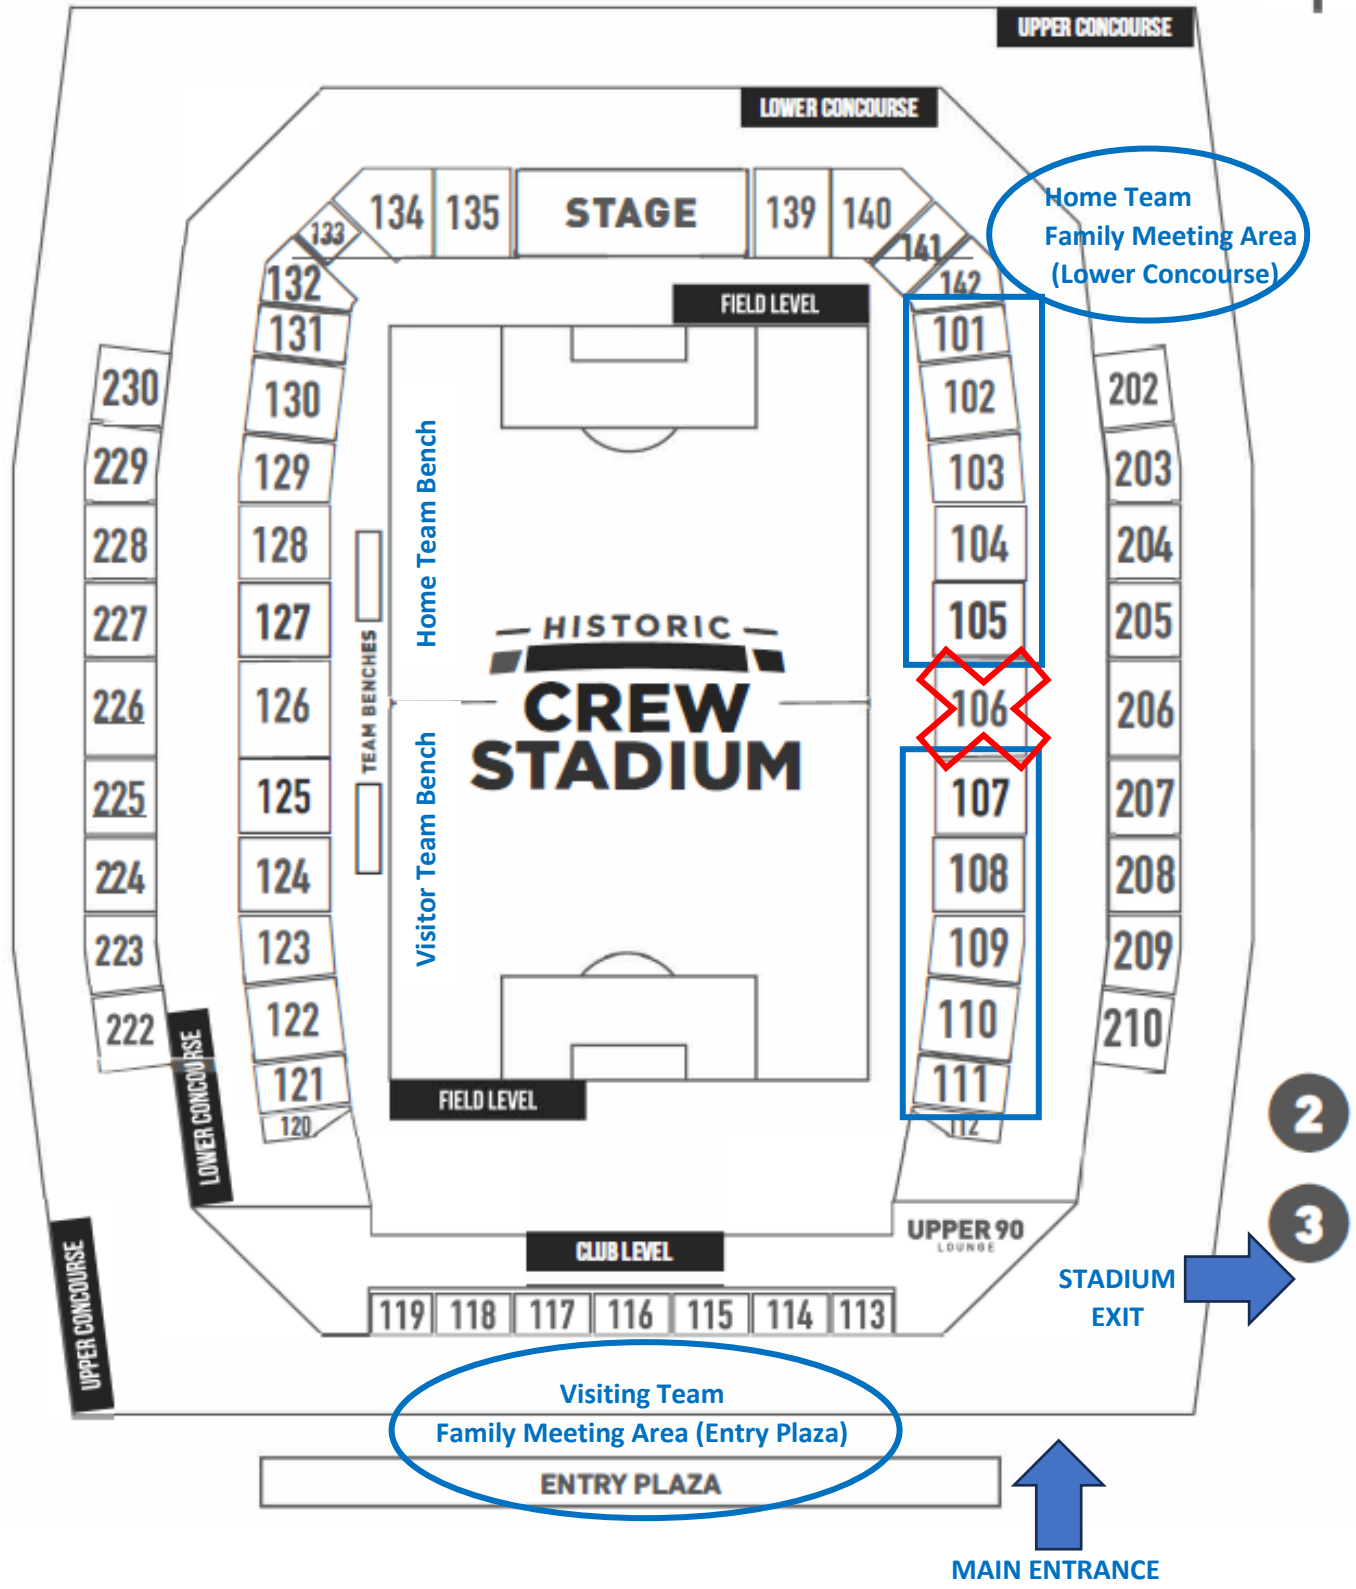 UPPER CONCOURSE
LOWER CONCOURSE
Home Team
Family Meeting Area
(Lower Concourse)
134
135
STAGE
139
140
133
141
132
142
FIELD LEVEL
131
101
230
130
102
202
229
129
103
203
Home Team Bench
228
128
104
204
227
127
105
205
HISTORIC
CREW
STADIUM
TEAM BENCHES
226
126
106
206
Visitor Team Bench
225
125
107
207
224
124
108
208
223
123
109
209
222
122
110
210
LOWER CONCOURSE
121
111
FIELD LEVEL
120
112
2
3
UPPER 90
LOUNGE
CLUB LEVEL
STADIUM
EXIT
UPPER CONCOURSE
119
118
117
116
115
114
113
Visiting Team
Family Meeting Area (Entry Plaza)
ENTRY PLAZA
MAIN ENTRANCE